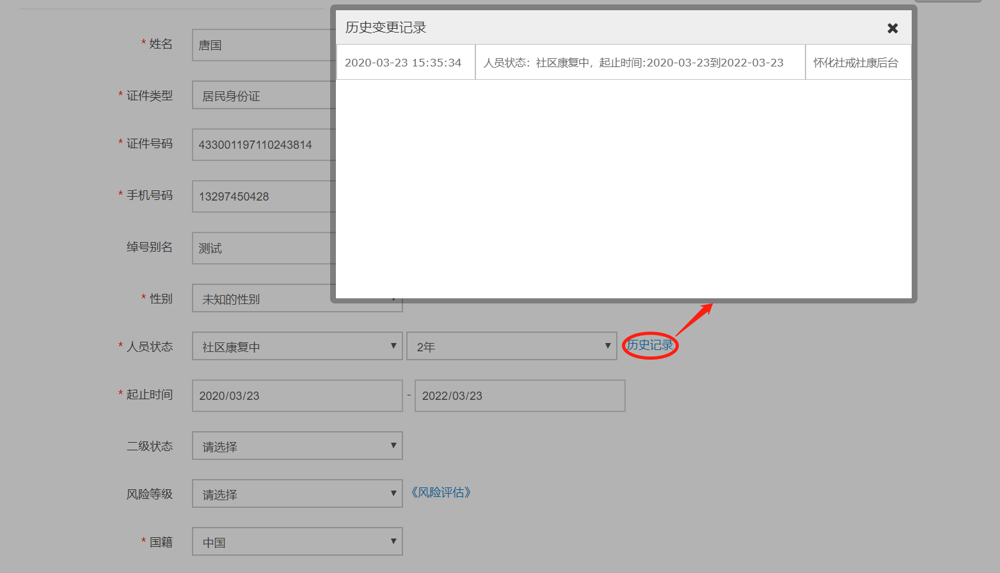 历史变更记录
2020-03-23 15:35:34 人员状态：社区康复中，起止时间:2020-03-23到2022-03-23 怀化社戒社康后台
* 姓名 唐国
* 证件类型 居民身份证
* 证件号码 433001197110243814
* 手机号码 13297450428
绰号别名 测试
* 性别 未知的性别
* 人员状态 社区康复中 2年 历史记录
* 起止时间 2020/03/23 - 2022/03/23
二级状态 请选择
风险等级 请选择 《风险评估》
* 国籍 中国